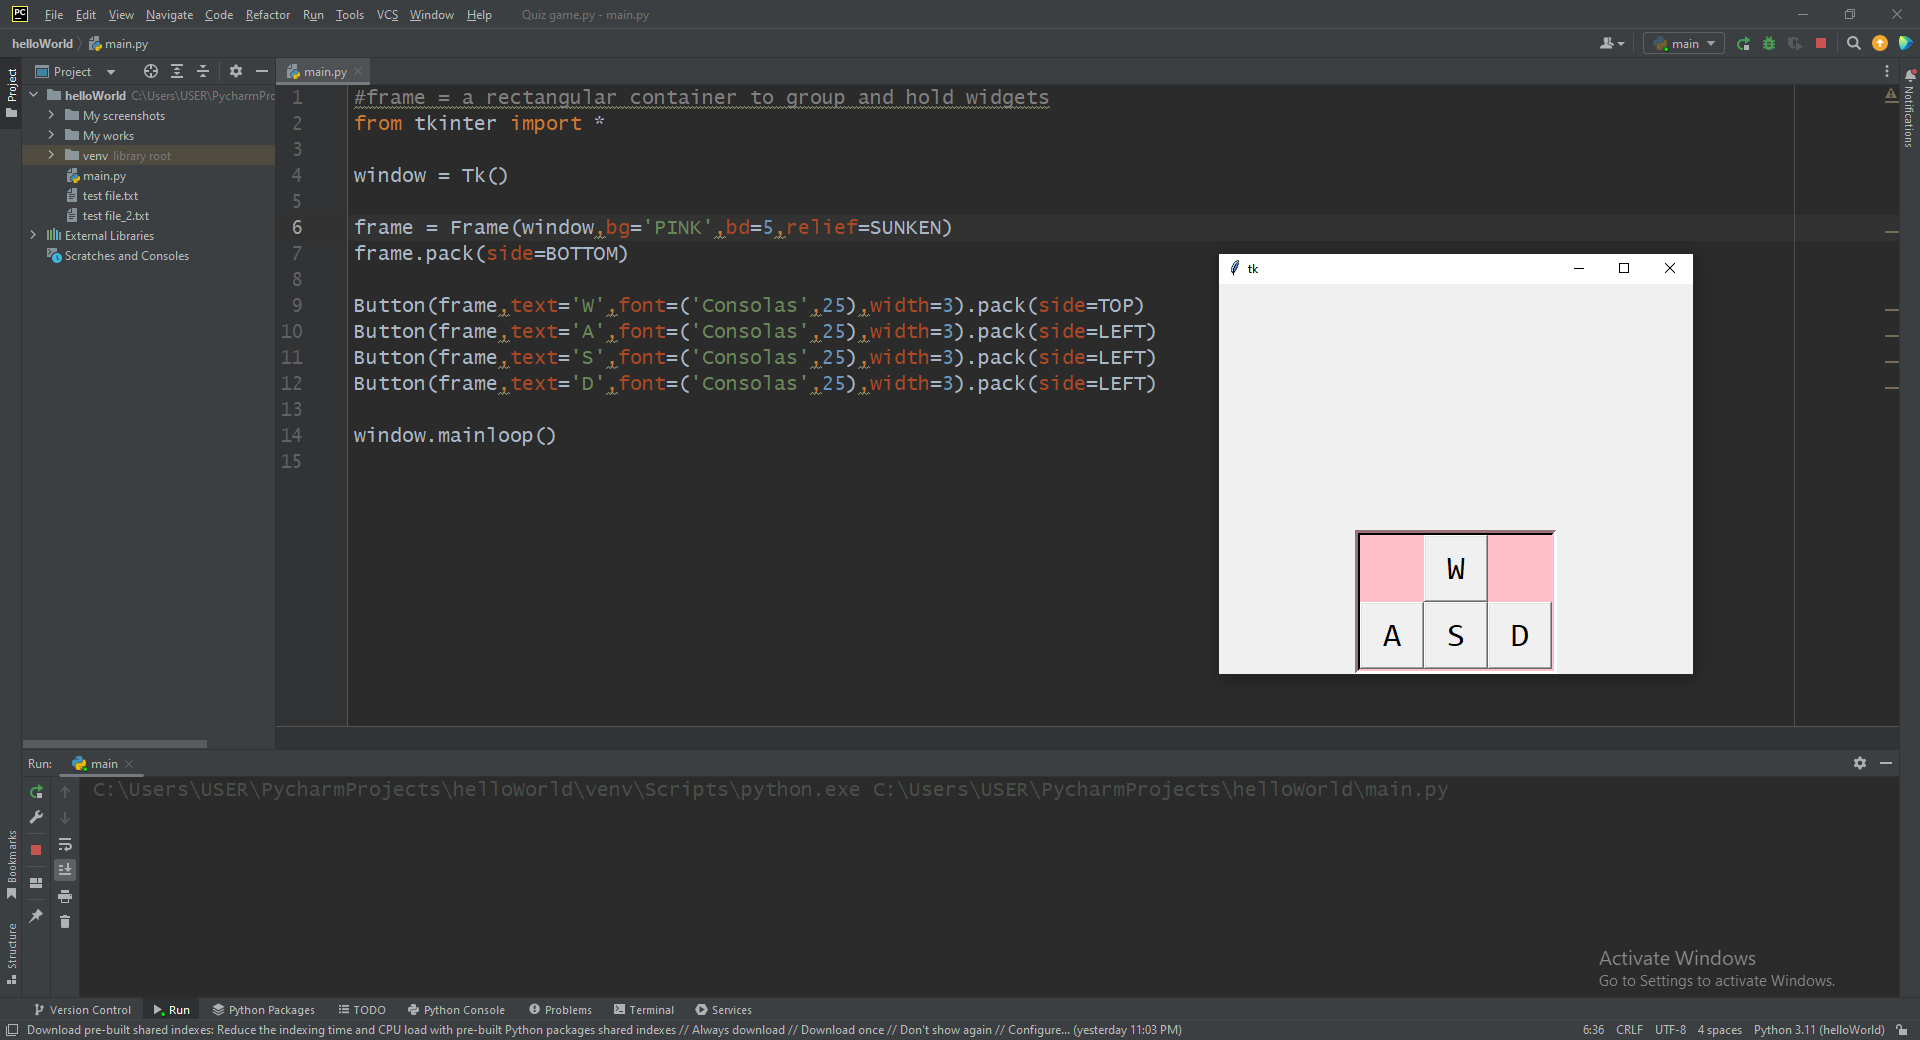 PC File Edit View Navigate Code Refactor Run Tools VCS Window Help Quiz game.py - main.py
helloWorld main.py main
Project main.py
helloWorld C:\Users\USER\PycharmPro
My screenshots
My works
venv library root
main.py
test file.txt
test file_2.txt
External Libraries
Scratches and Consoles
Project
1 #frame = a rectangular container to group and hold widgets
2 from tkinter import *
3
4 window = Tk()
5
6 frame = Frame(window,bg='PINK',bd=5,relief=SUNKEN)
7 frame.pack(side=BOTTOM)
8
9 Button(frame,text='W',font=('Consolas',25),width=3).pack(side=TOP)
10 Button(frame,text='A',font=('Consolas',25),width=3).pack(side=LEFT)
11 Button(frame,text='S',font=('Consolas',25),width=3).pack(side=LEFT)
12 Button(frame,text='D',font=('Consolas',25),width=3).pack(side=LEFT)
13
14 window.mainloop()
15
Notifications
tk
W
A S D
Run: main
C:\Users\USER\PycharmProjects\helloWorld\venv\Scripts\python.exe C:\Users\USER\PycharmProjects\helloWorld\main.py
Bookmarks
Structure
Activate Windows
Go to Settings to activate Windows.
Version Control Run Python Packages TODO Python Console Problems Terminal Services
Download pre-built shared indexes: Reduce the indexing time and CPU load with pre-built Python packages shared indexes // Always download // Download once // Don't show again // Configure... (yesterday 11:03 PM) 6:36 CRLF UTF-8 4 spaces Python 3.11 (helloWorld)